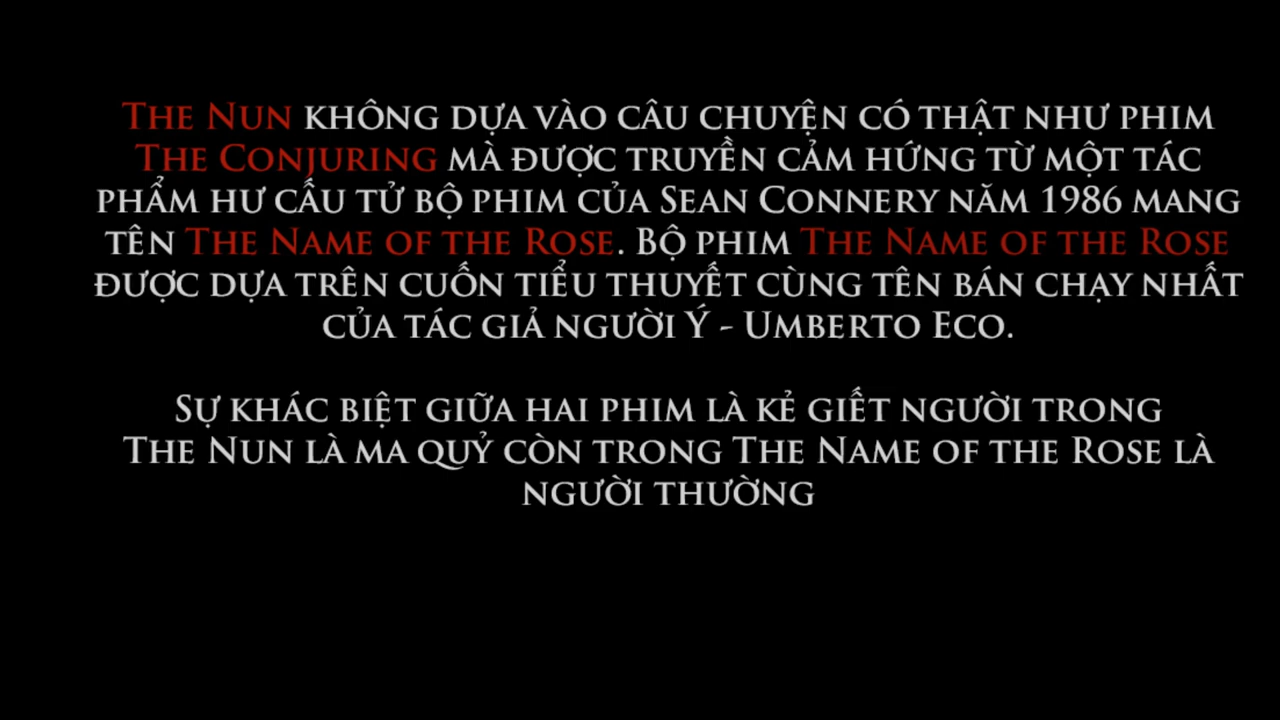 The Nun không dựa vào câu chuyện có thật như phim
The Conjuring mà được truyền cảm hứng từ một tác
phẩm hư cấu tử bộ phim của Sean Connery năm 1986 mang
tên The Name of the Rose. Bộ phim The Name of the Rose
được dựa trên cuốn tiểu thuyết cùng tên bán chạy nhất
của tác giả người Ý - Umberto Eco.
Sự khác biệt giữa hai phim là kẻ giết người trong
The Nun là ma quỷ còn trong The Name of the Rose là
người thường